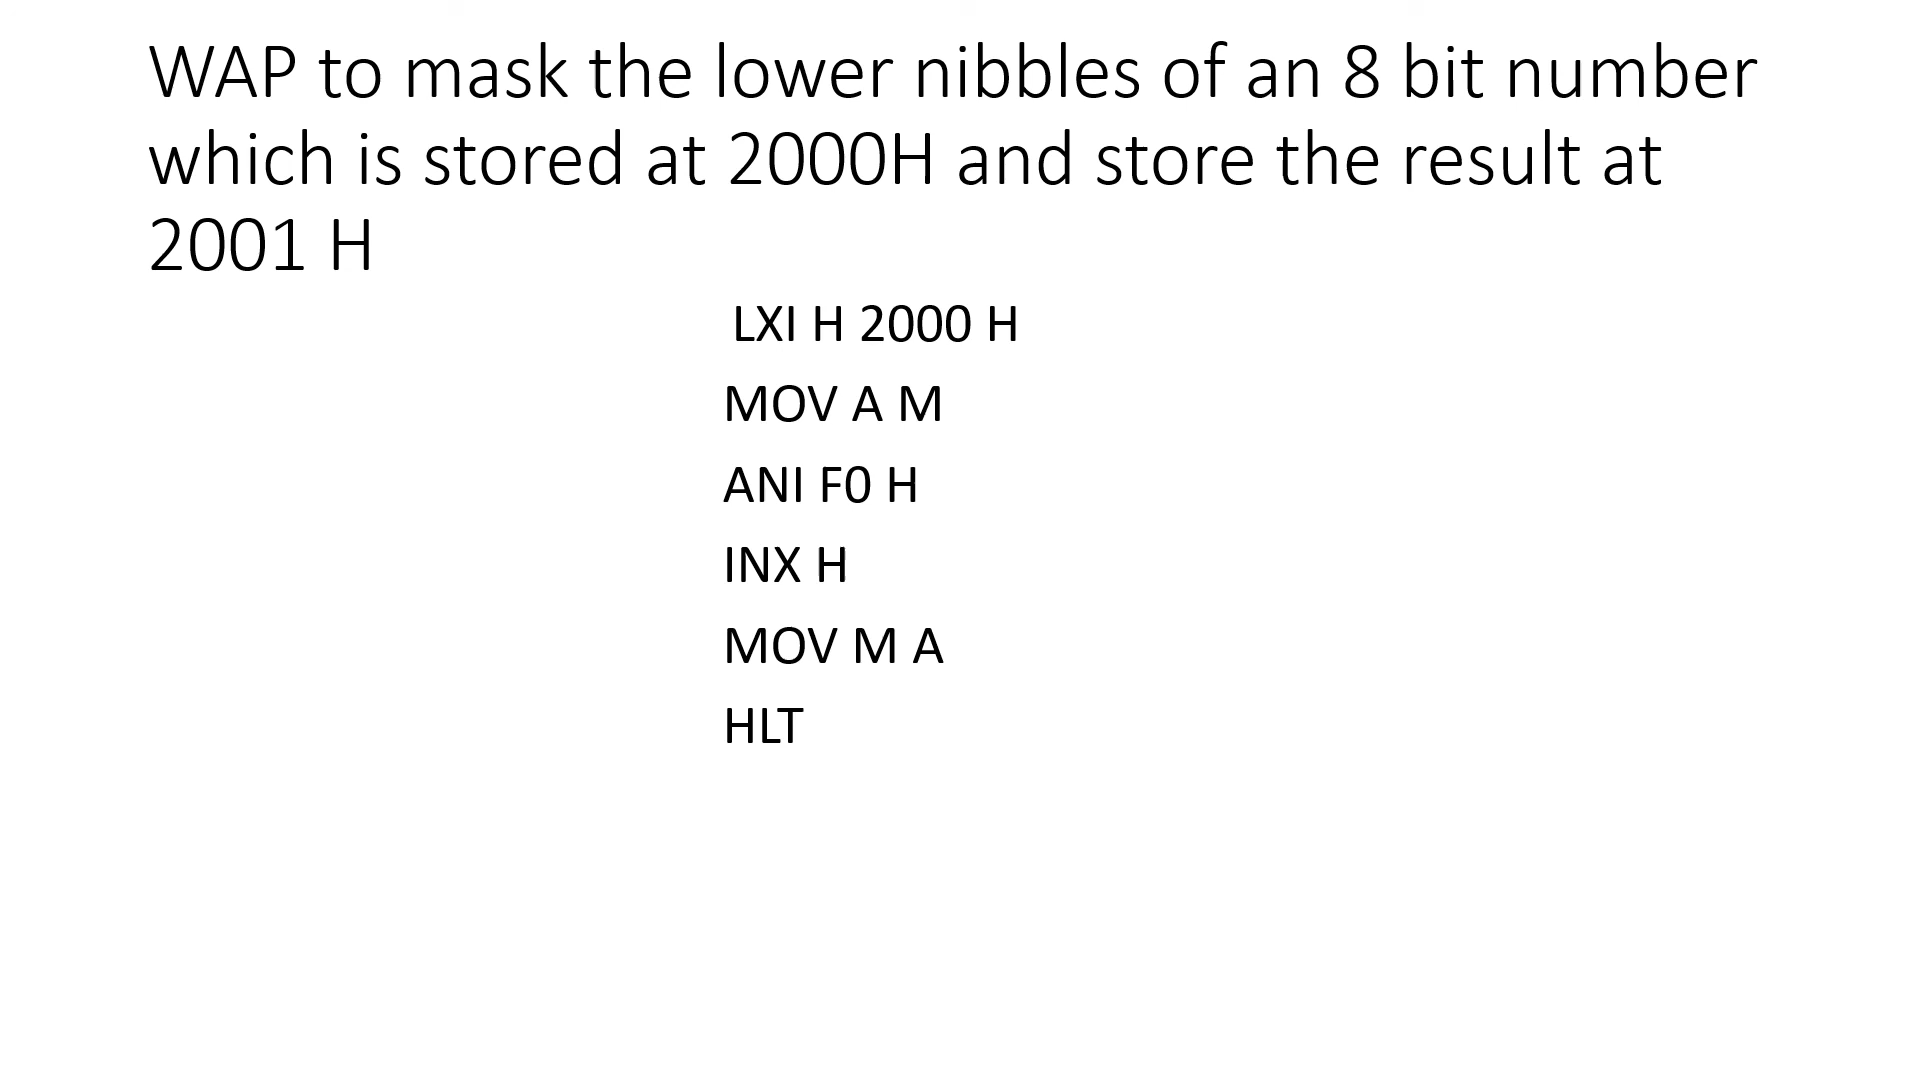 WAP to mask the lower nibbles of an 8 bit number
which is stored at 2000H and store the result at
2001 H
LXI H 2000 H
MOV A M
ANI F0 H
INX H
MOV M A
HLT